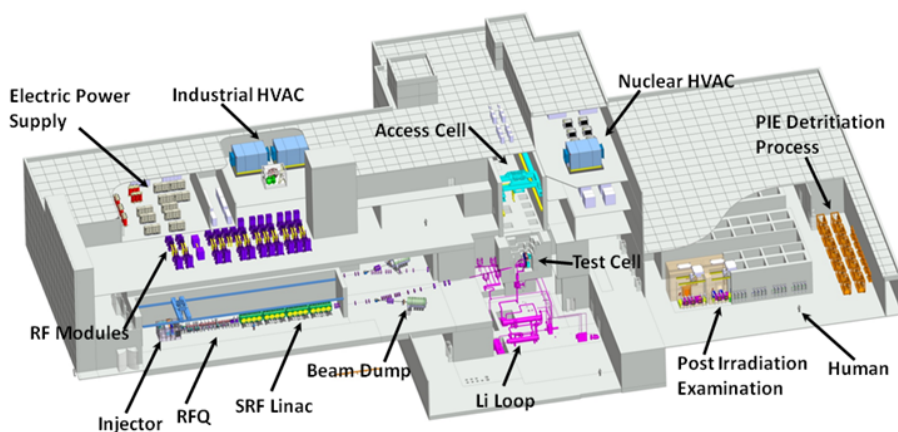 Electric Power
Supply
Industrial HVAC
Access Cell
Nuclear HVAC
PIE Detritiation
Process
RF Modules
Injector
RFQ
SRF Linac
Beam Dump
Li Loop
Test Cell
Post Irradiation
Examination
Human